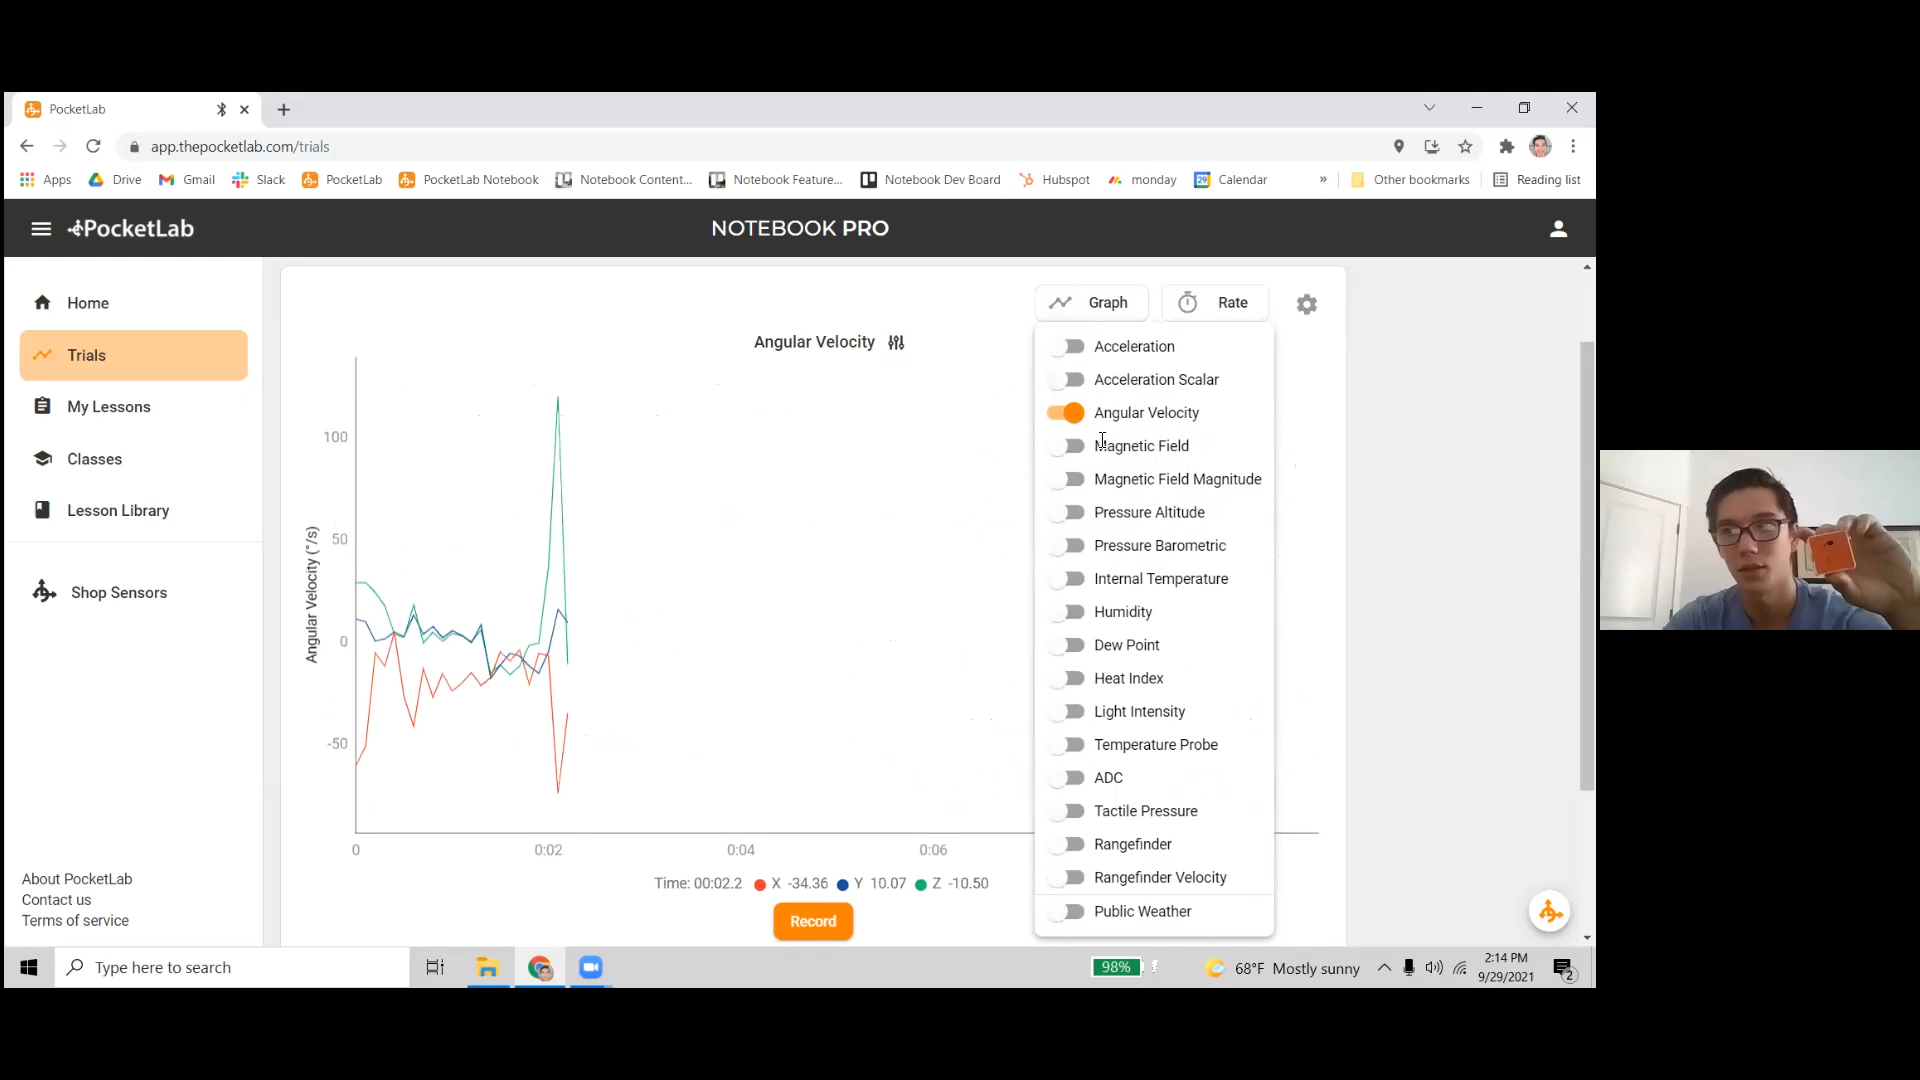 PocketLab
app.thepocketlab.com/trials
Apps Drive Gmail Slack PocketLab PocketLab Notebook Notebook Content... Notebook Feature... Notebook Dev Board Hubspot monday Calendar » Other bookmarks Reading list
PocketLab NOTEBOOK PRO
Home
Trials
My Lessons
Classes
Lesson Library
Shop Sensors
About PocketLab
Contact us
Terms of service
Graph Rate
Angular Velocity
Angular Velocity (°/s)
100
50
0
-50
0 0:02 0:04 0:06
Time: 00:02.2 X -34.36 Y 10.07 Z -10.50
Record
Acceleration
Acceleration Scalar
Angular Velocity
Magnetic Field
Magnetic Field Magnitude
Pressure Altitude
Pressure Barometric
Internal Temperature
Humidity
Dew Point
Heat Index
Light Intensity
Temperature Probe
ADC
Tactile Pressure
Rangefinder
Rangefinder Velocity
Public Weather
Type here to search
98% 68°F Mostly sunny
2:14 PM
9/29/2021
2